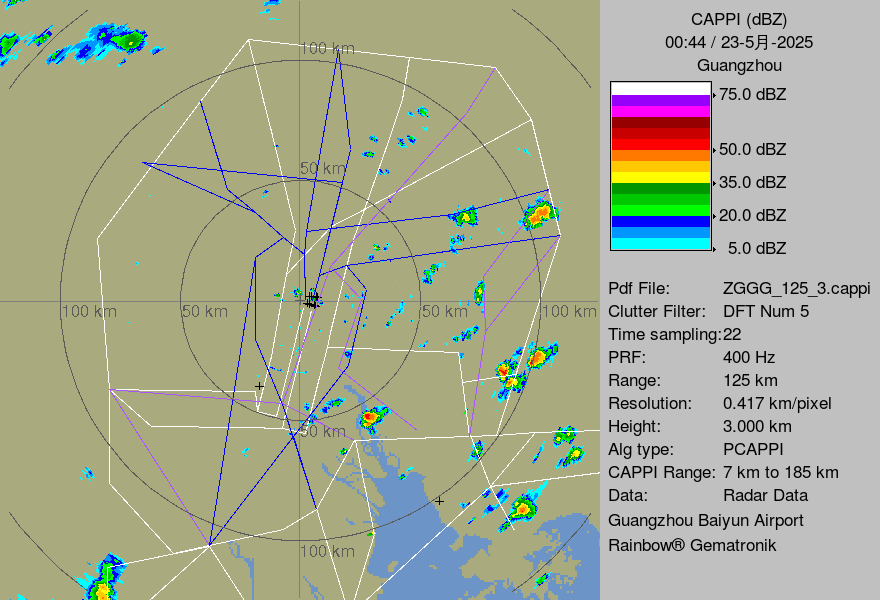 CAPPI (dBZ)
00:44 / 23-5月-2025
Guangzhou
75.0 dBZ
50.0 dBZ
35.0 dBZ
20.0 dBZ
5.0 dBZ
Pdf File: ZGGG_125_3.cappi
Clutter Filter: DFT Num 5
Time sampling:22
PRF: 400 Hz
Range: 125 km
Resolution: 0.417 km/pixel
Height: 3.000 km
Alg type: PCAPPI
CAPPI Range: 7 km to 185 km
Data: Radar Data
Guangzhou Baiyun Airport
Rainbow® Gematronik
100 km
50 km
100 km
50 km
50 km
100 km
50 km
100 km